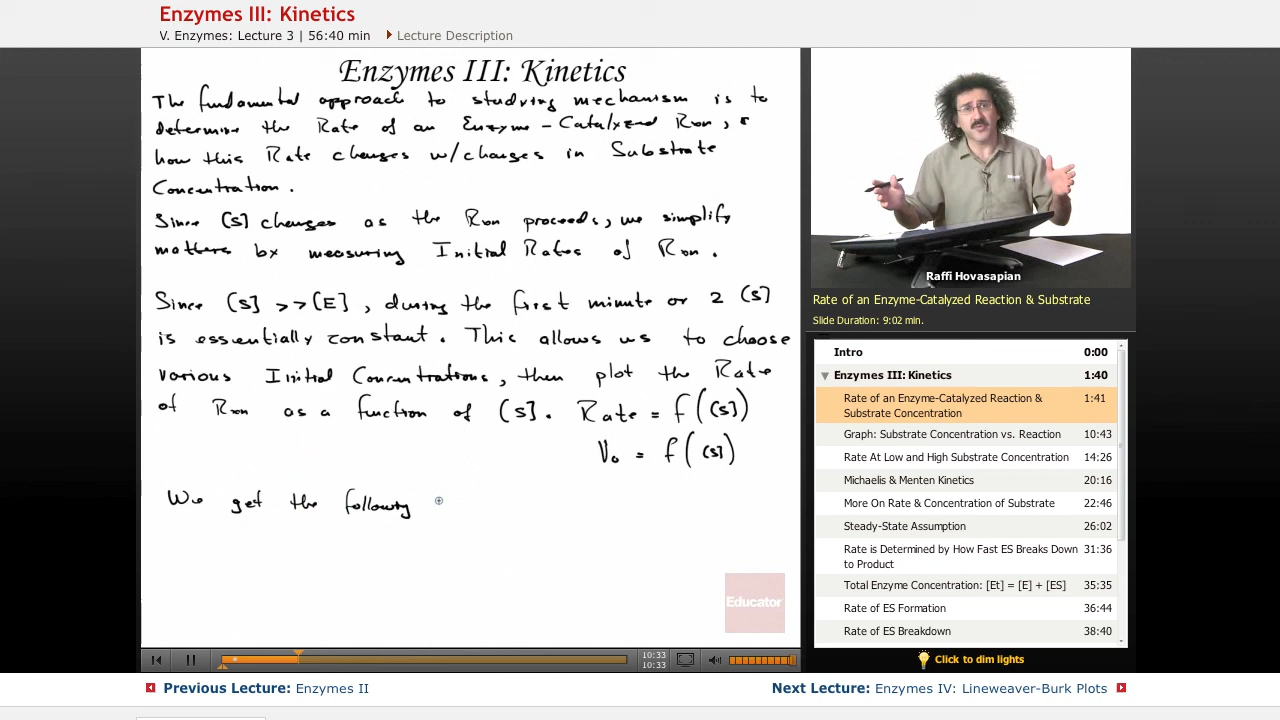 Enzymes III: Kinetics
V. Enzymes: Lecture 3 | 56:40 min
Lecture Description
Enzymes III: Kinetics
The fundamental approach to studying mechanism is to
determine the Rate of an Enzyme-Catalyzed Rxn, &
how this Rate changes w/changes in Substrate
Concentration.
Since [S] changes as the Rxn proceeds, we simplify
matters by measuring Initial Rates of Rxn.
Since [S] >> [E], during the first minute or 2 [S]
is essentially constant. This allows us to choose
various Initial Concentrations, then plot the Rate
of Rxn as a function of [S]. Rate = f([S])
V₀ = f([S])
We get the following
Educator
10:33
10:33
Raffi Hovasapian
Rate of an Enzyme-Catalyzed Reaction & Substrate
Slide Duration: 9:02 min.
Intro 0:00
Enzymes III: Kinetics 1:40
Rate of an Enzyme-Catalyzed Reaction & 1:41
Substrate Concentration
Graph: Substrate Concentration vs. Reaction 10:43
Rate At Low and High Substrate Concentration 14:26
Michaelis & Menten Kinetics 20:16
More On Rate & Concentration of Substrate 22:46
Steady-State Assumption 26:02
Rate is Determined by How Fast ES Breaks Down 31:36
to Product
Total Enzyme Concentration: [Et] = [E] + [ES] 35:35
Rate of ES Formation 36:44
Rate of ES Breakdown 38:40
Click to dim lights
Previous Lecture: Enzymes II
Next Lecture: Enzymes IV: Lineweaver-Burk Plots